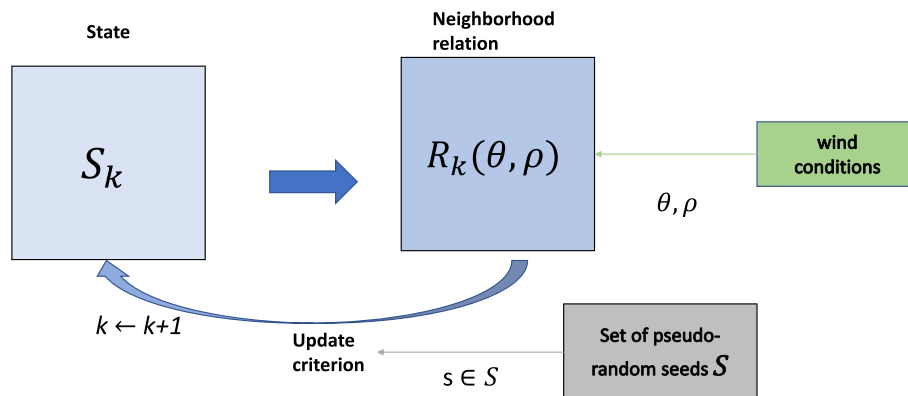 State
Neighborhood
relation
S_k
R_k(θ, ρ)
wind
conditions
θ, ρ
k ← k+1
Update
criterion
s ∈ S
Set of pseudo-
random seeds S